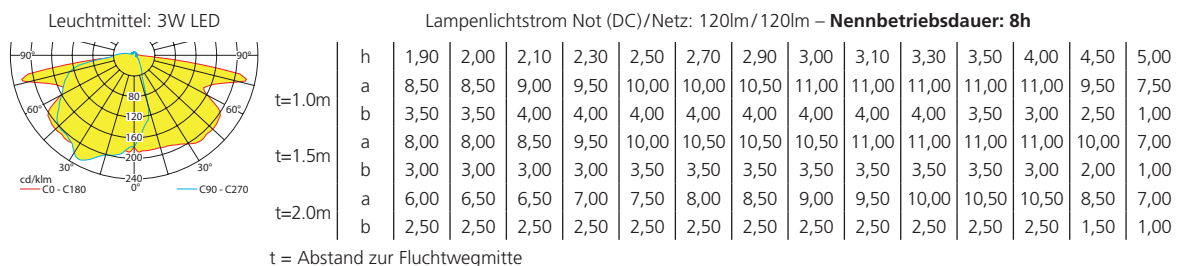 Leuchtmittel: 3W LED
Lampenlichtstrom Not (DC)/Netz: 120lm/120lm – Nennbetriebsdauer: 8h
90° 90°
60° 60°
30° 30°
80
120
160
200
240
0°
cd/klm
C0 - C180 C90 - C270
h 1,90 2,00 2,10 2,30 2,50 2,70 2,90 3,00 3,10 3,30 3,50 4,00 4,50 5,00
t=1.0m
a 8,50 8,50 9,00 9,50 10,00 10,00 10,50 11,00 11,00 11,00 11,00 11,00 9,50 7,50
b 3,50 3,50 4,00 4,00 4,00 4,00 4,00 4,00 4,00 4,00 3,50 3,00 2,50 1,00
t=1.5m
a 8,00 8,00 8,50 9,50 10,00 10,50 10,50 10,50 11,00 11,00 11,00 11,00 10,00 7,00
b 3,00 3,00 3,00 3,00 3,50 3,50 3,50 3,50 3,50 3,50 3,50 3,00 2,00 1,00
t=2.0m
a 6,00 6,50 6,50 7,00 7,50 8,00 8,50 9,00 9,50 10,00 10,50 10,50 8,50 7,00
b 2,50 2,50 2,50 2,50 2,50 2,50 2,50 2,50 2,50 2,50 2,50 2,50 1,50 1,00
t = Abstand zur Fluchtwegmitte